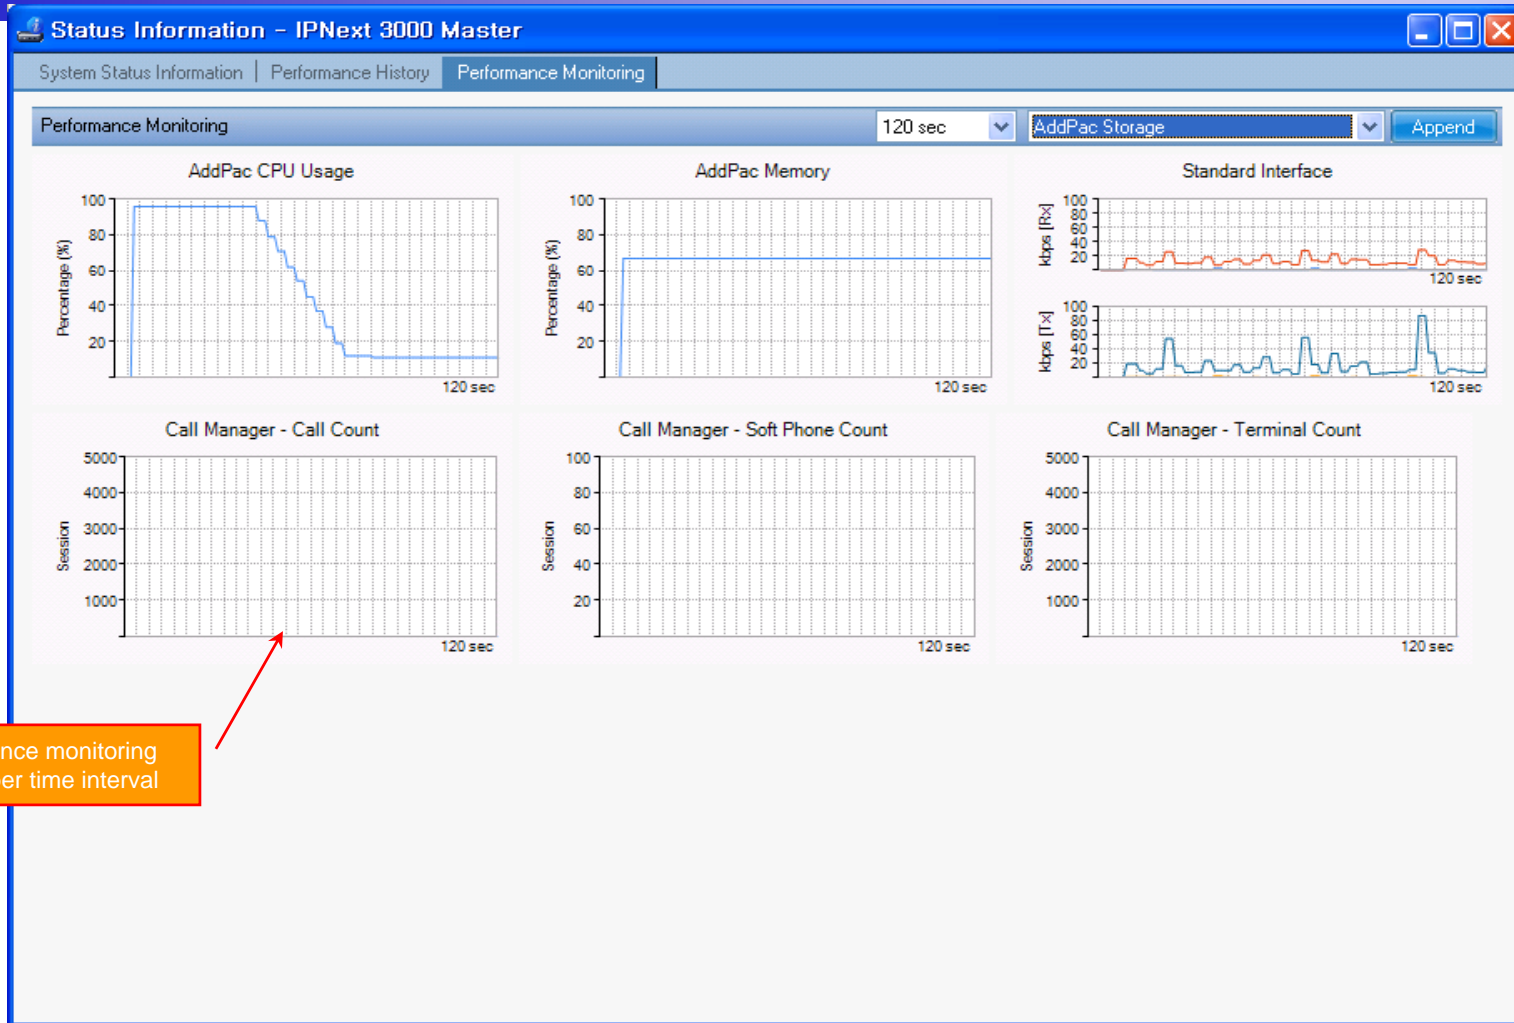 Status Information - IPNext 3000 Master
System Status Information | Performance History Performance Monitoring
Performance Monitoring 120 sec AddPac Storage Append
AddPac CPU Usage
100
80
60
40
20
Percentage (%)
120 sec
AddPac Memory
100
80
60
40
20
Percentage (%)
120 sec
Standard Interface
100
80
60
40
20
kbps [Rx]
120 sec
100
80
60
40
20
kbps [Tx]
120 sec
Call Manager - Call Count
5000
4000
3000
2000
1000
Session
120 sec
Call Manager - Soft Phone Count
100
80
60
40
20
Session
120 sec
Call Manager - Terminal Count
5000
4000
3000
2000
1000
Session
120 sec
nce monitoring
er time interval